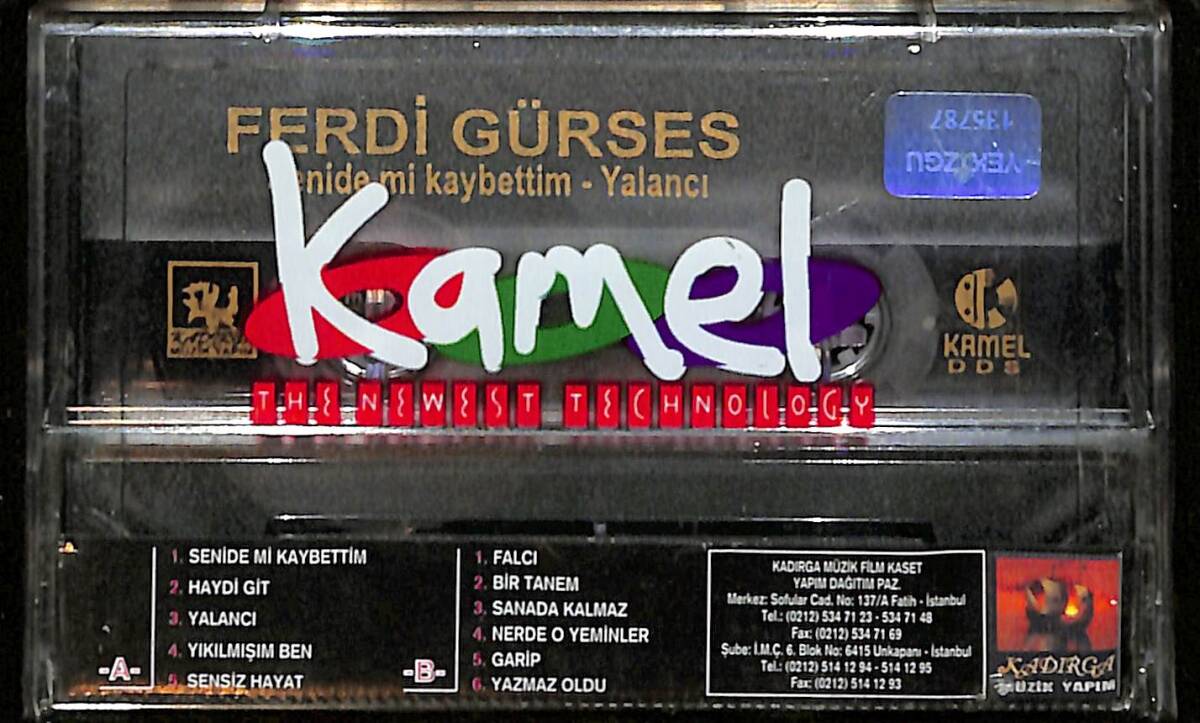 FERDİ GÜRSES
Senide mi kaybettim - Yalancı
135787
YEKÖZGÜ
Kamel
THE NEWEST TECHNOLOGY
KAMEL
DDS
-A-
1. SENİDE Mİ KAYBETTİM
2. HAYDİ GİT
3. YALANCI
4. YIKILMIŞIM BEN
5. SENSİZ HAYAT
-B-
1. FALCI
2. BİR TANEM
3. SANADA KALMAZ
4. NERDE O YEMİNLER
5. GARİP
6. YAZMAZ OLDU
KADIRGA MÜZİK FİLM KASET
YAPIM DAĞITIM PAZ.
Merkez: Sofular Cad. No: 137/A Fatih - İstanbul
Tel.: (0212) 534 71 23 - 534 71 48
Fax: (0212) 534 71 69
Şube: İ.M.Ç. 6. Blok No: 6415 Unkapanı - İstanbul
Tel.: (0212) 514 12 94 - 514 12 95
Fax: (0212) 514 12 93
KADIRGA
MÜZİK YAPIM